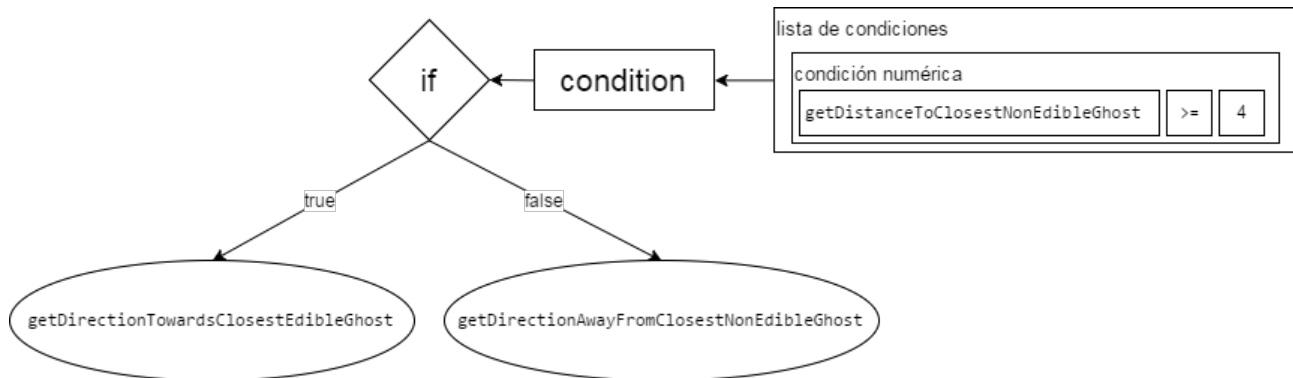 lista de condiciones
if
condition
condición numérica
getDistanceToClosestNonEdibleGhost >= 4
true
false
getDirectionTowardsClosestEdibleGhost
getDirectionAwayFromClosestNonEdibleGhost